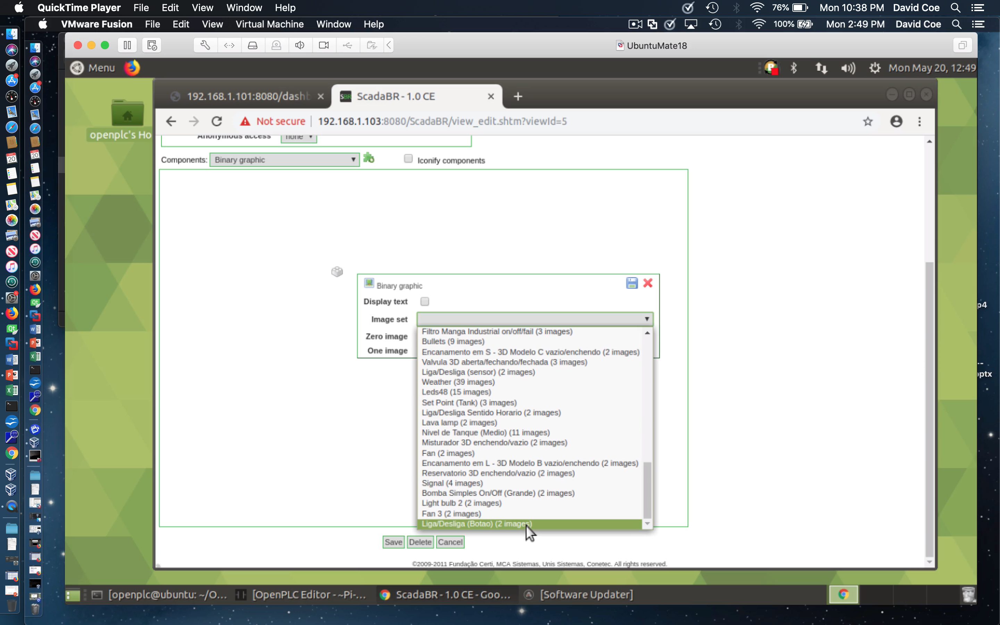 QuickTime Player File Edit View Window Help 76% Mon 10:38 PM David Coe
VMware Fusion File Edit View Virtual Machine Window Help 100% Mon 2:49 PM David Coe
UbuntuMate18
Menu Mon May 20, 12:49
192.168.1.101:8080/dashb ScadaBR - 1.0 CE
Not secure 192.168.1.103:8080/ScadaBR/view_edit.shtm?viewId=5
openplc's Ho
Anonymous access none
Components: Binary graphic Iconify components
Binary graphic
Display text
Image set
Zero image
One image
Filtro Manga Industrial on/off/fail (3 images)
Bullets (9 images)
Encanamento em S - 3D Modelo C vazio/enchendo (2 images)
Valvula 3D aberta/fechando/fechada (3 images)
Liga/Desliga (sensor) (2 images)
Weather (39 images)
Leds48 (15 images)
Set Point (Tank) (3 images)
Liga/Desliga Sentido Horario (2 images)
Lava lamp (2 images)
Nivel de Tanque (Medio) (11 images)
Misturador 3D enchendo/vazio (2 images)
Fan (2 images)
Encanamento em L - 3D Modelo B vazio/enchendo (2 images)
Reservatorio 3D enchendo/vazio (2 images)
Signal (4 images)
Bomba Simples On/Off (Grande) (2 images)
Light bulb 2 (2 images)
Fan 3 (2 images)
Liga/Desliga (Botao) (2 images)
Save Delete Cancel
©2009-2011 Fundação Certi, MCA Sistemas, Unis Sistemas, Conetec. All rights reserved.
[openplc@ubuntu: ~/O... [OpenPLC Editor - ~Pi-... ScadaBR - 1.0 CE - Goo... [Software Updater]
p4
--
pptx